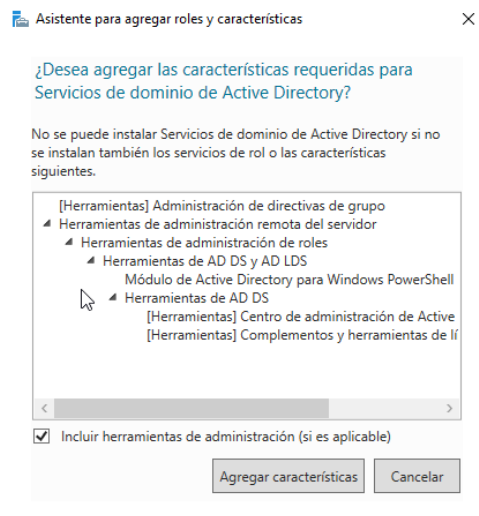 Asistente para agregar roles y características
¿Desea agregar las características requeridas para
Servicios de dominio de Active Directory?
No se puede instalar Servicios de dominio de Active Directory si no
se instalan también los servicios de rol o las características
siguientes.
[Herramientas] Administración de directivas de grupo
Herramientas de administración remota del servidor
Herramientas de administración de roles
Herramientas de AD DS y AD LDS
Módulo de Active Directory para Windows PowerShell
Herramientas de AD DS
[Herramientas] Centro de administración de Active
[Herramientas] Complementos y herramientas de lí
Incluir herramientas de administración (si es aplicable)
Agregar características Cancelar